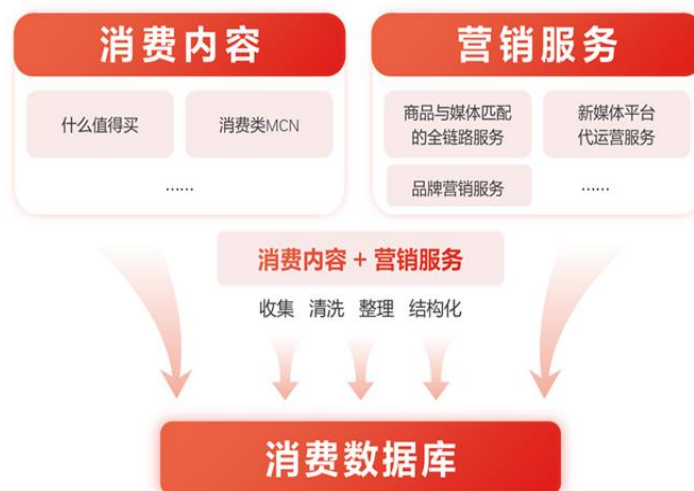 消费内容
营销服务
什么值得买
消费类MCN
……
商品与媒体匹配
的全链路服务
新媒体平台
代运营服务
品牌营销服务
……
消费内容 + 营销服务
收集 清洗 整理 结构化
消费数据库